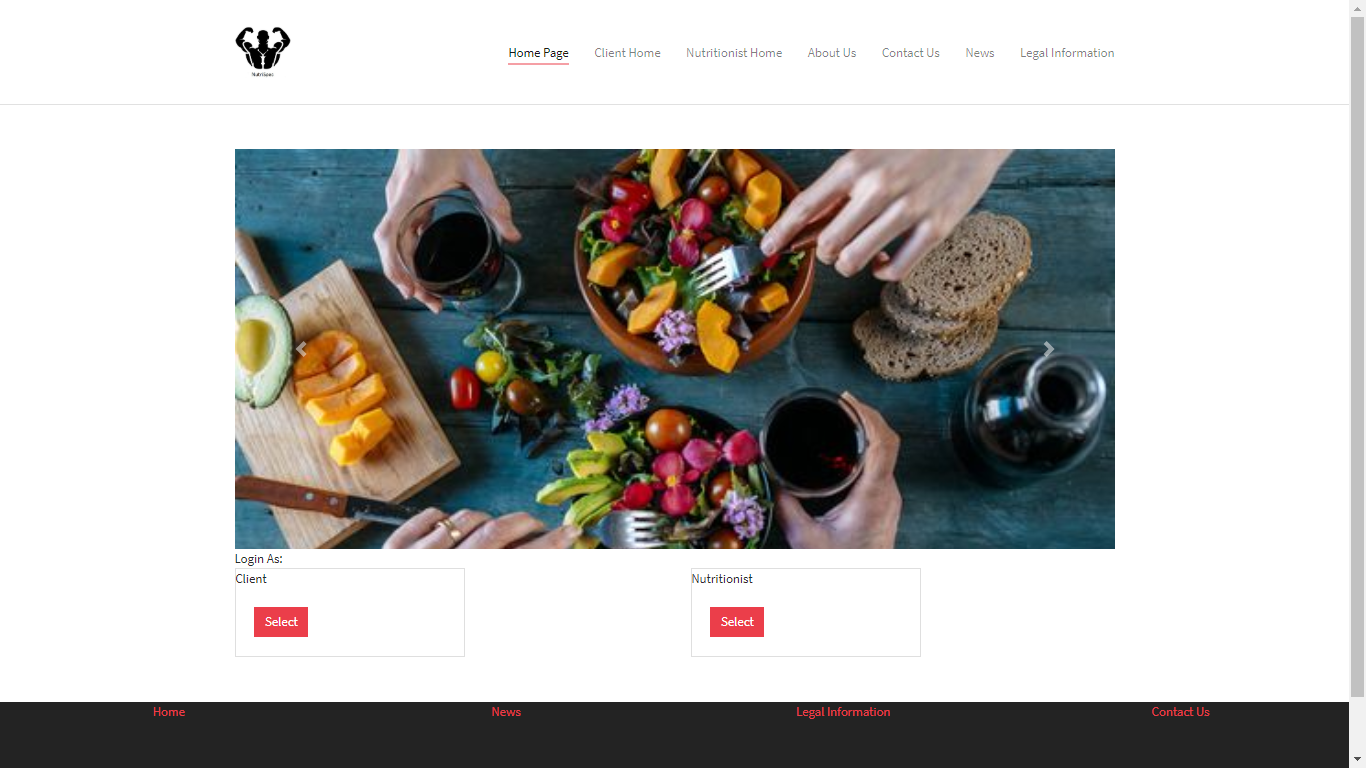 NutriSpec
Home Page Client Home Nutritionist Home About Us Contact Us News Legal Information
Login As:
Client Nutritionist
Select Select
Home News Legal Information Contact Us